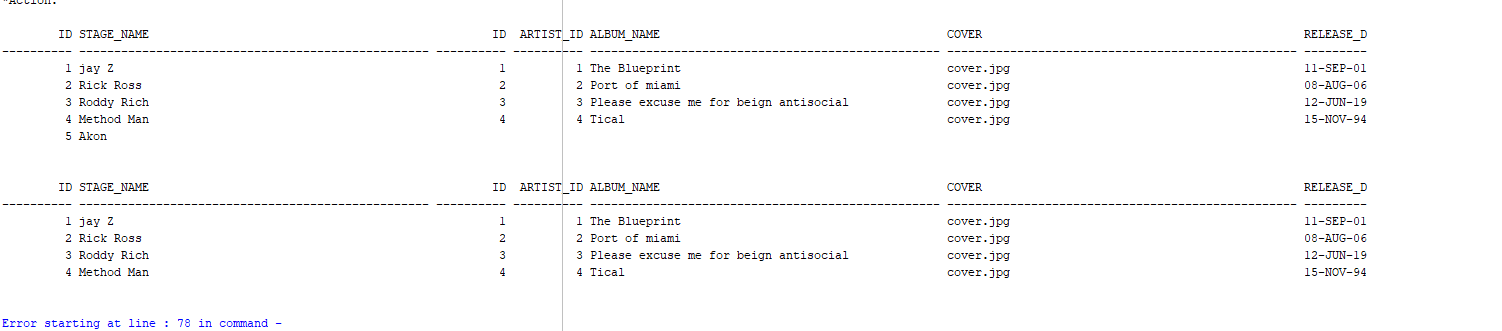 *Action:
ID STAGE_NAME ID ARTIST_ID ALBUM_NAME COVER RELEASE_D
---------- -------------------------------------------------- ---------- ---------- -------------------------------------------------- -------------------------------------------------- ---------
1 jay Z 1 1 The Blueprint cover.jpg 11-SEP-01
2 Rick Ross 2 2 Port of miami cover.jpg 08-AUG-06
3 Roddy Rich 3 3 Please excuse me for beign antisocial cover.jpg 12-JUN-19
4 Method Man 4 4 Tical cover.jpg 15-NOV-94
5 Akon
ID STAGE_NAME ID ARTIST_ID ALBUM_NAME COVER RELEASE_D
---------- -------------------------------------------------- ---------- ---------- -------------------------------------------------- -------------------------------------------------- ---------
1 jay Z 1 1 The Blueprint cover.jpg 11-SEP-01
2 Rick Ross 2 2 Port of miami cover.jpg 08-AUG-06
3 Roddy Rich 3 3 Please excuse me for beign antisocial cover.jpg 12-JUN-19
4 Method Man 4 4 Tical cover.jpg 15-NOV-94
Error starting at line : 78 in command -